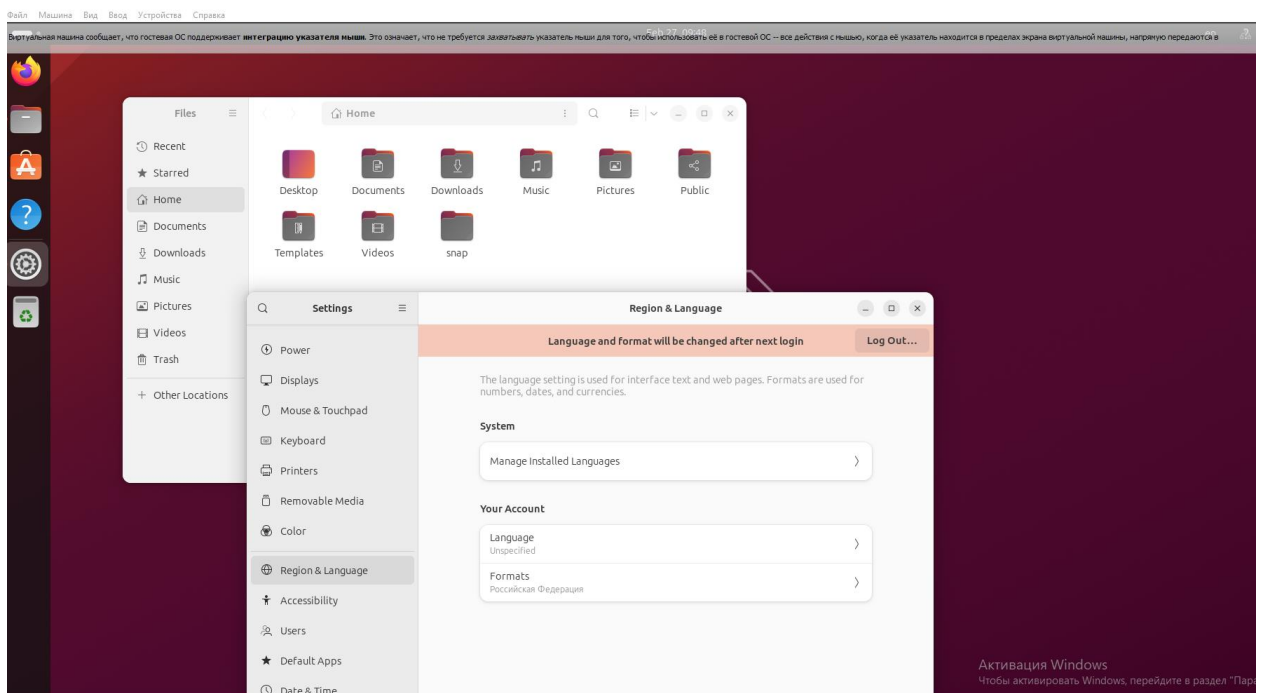 Файл Машина Вид Ввод Устройства Справка
Feb 27 09:48
en
Виртуальная машина сообщает, что гостевая ОС поддерживает интеграцию указателя мыши. Это означает, что не требуется захватывать указатель мыши для того, чтобы использовать её в гостевой ОС -- все действия с мышью, когда её указатель находится в пределах экрана виртуальной машины, напрямую передаются в
Files
Home
Recent
Starred
Home
Documents
Downloads
Music
Pictures
Videos
Trash
+ Other Locations
Desktop Documents Downloads Music Pictures Public
Templates Videos snap
Settings
Region & Language
Power
Displays
Mouse & Touchpad
Keyboard
Printers
Removable Media
Color
Region & Language
Accessibility
Users
Default Apps
Date & Time
Language and format will be changed after next login
Log Out...
The language setting is used for interface text and web pages. Formats are used for
numbers, dates, and currencies.
System
Manage Installed Languages
Your Account
Language
Unspecified
Formats
Российская Федерация
Активация Windows
Чтобы активировать Windows, перейдите в раздел "Пара